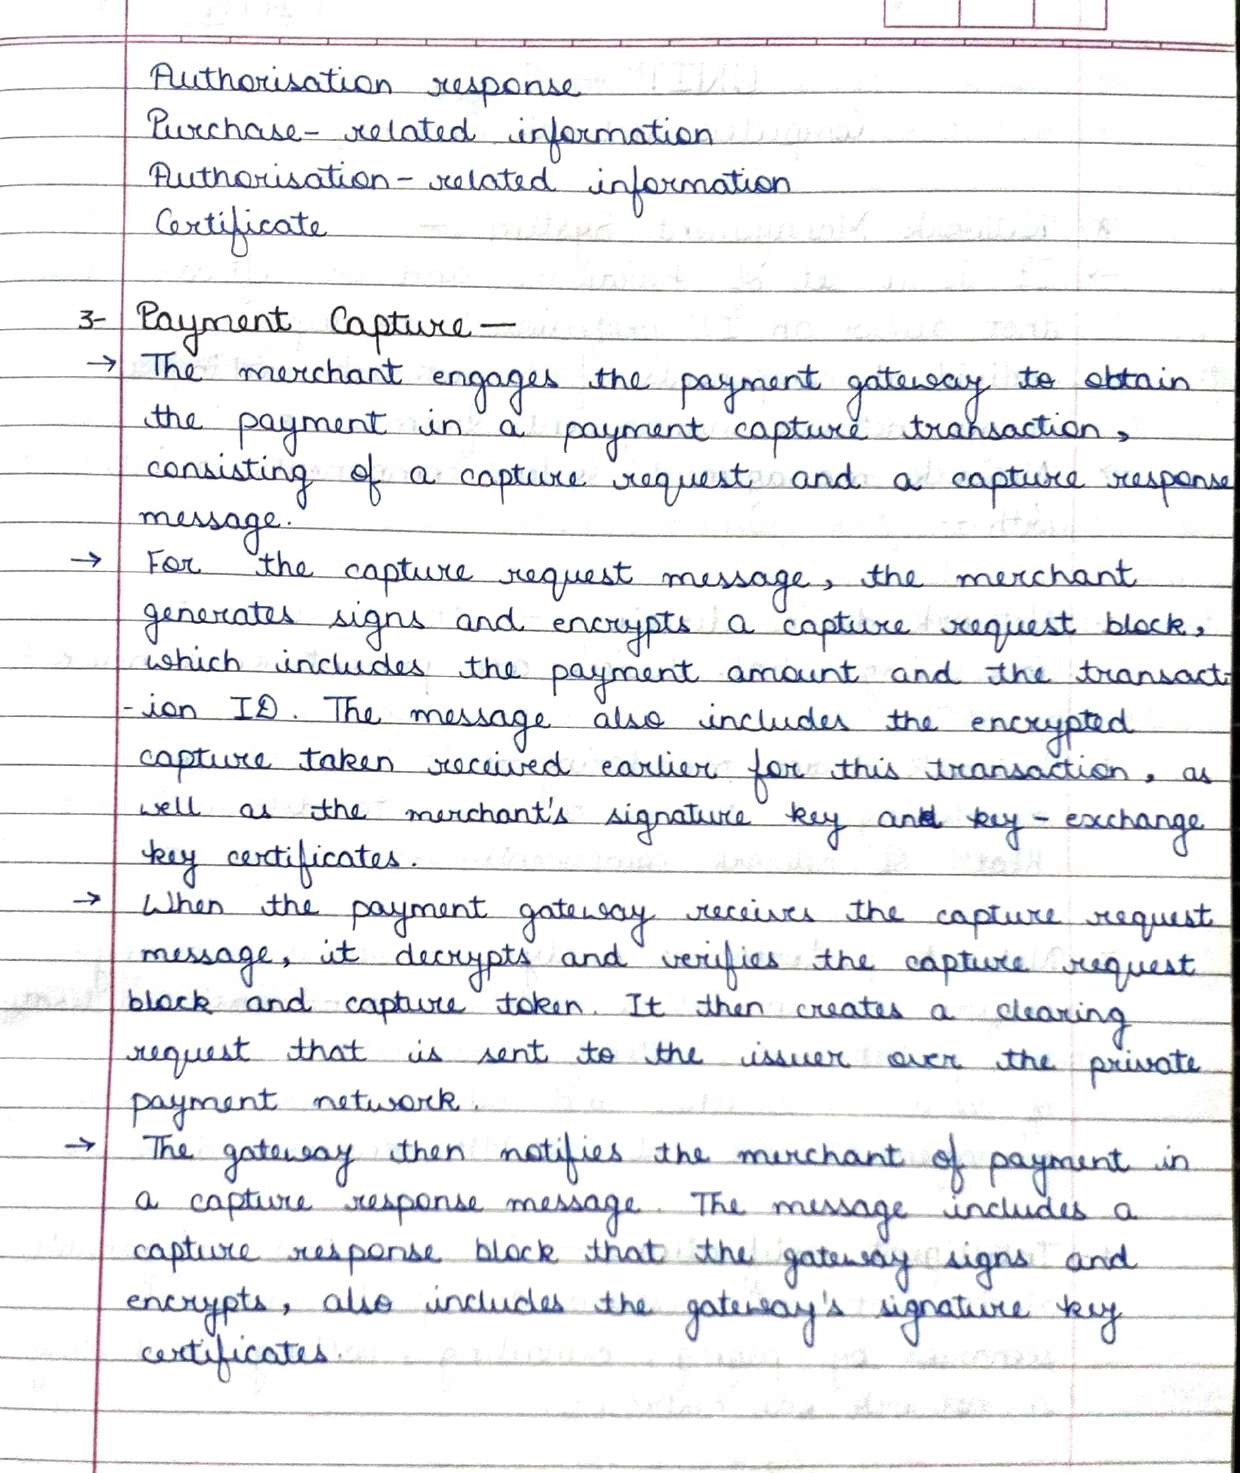 Authorisation response
Purchase- related information
Authorisation- related information
Certificate
3- Payment Capture —
→ The merchant engages the payment gateway to obtain
the payment in a payment capture transaction,
consisting of a capture request and a capture response
message.
→ For the capture request message, the merchant
generates signs and encrypts a capture request block,
which includes the payment amount and the transact-
-ion ID. The message also includes the encrypted
capture taken received earlier for this transaction, as
well as the merchant's signature key and key - exchange
key certificates.
→ When the payment gateway receives the capture request
message, it decrypts and verifies the capture request
block and capture token. It then creates a clearing
request that is sent to the issuer over the private
payment network.
→ The gateway then notifies the merchant of payment in
a capture response message. The message includes a
capture response block that the gateway signs and
encrypts, also includes the gateway's signature key
certificates.